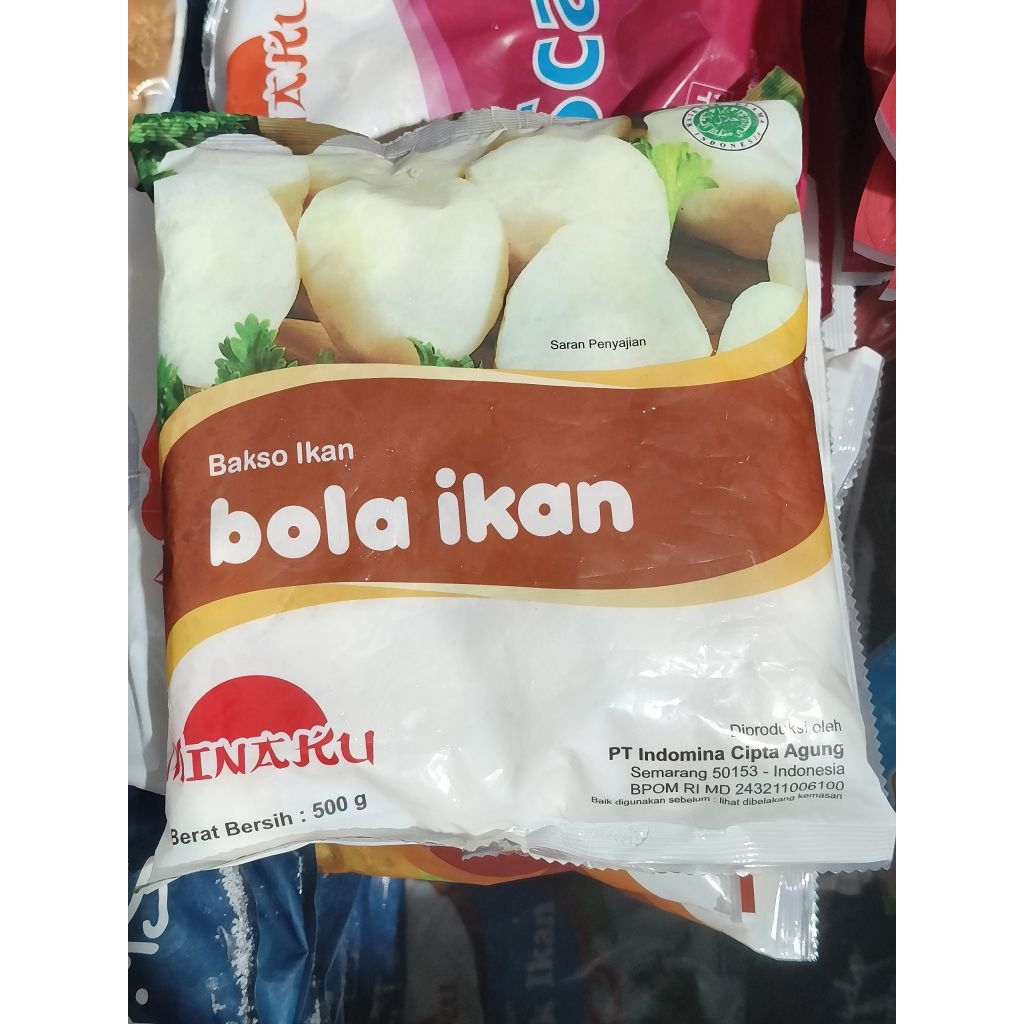 Saran Penyajian
Bakso Ikan
bola ikan
MINAKU
Berat Bersih : 500 g
Diproduksi oleh
PT Indomina Cipta Agung
Semarang 50153 - Indonesia
BPOM RI MD 243211006100
Baik digunakan sebelum : lihat dibelakang kemasan
Ikan